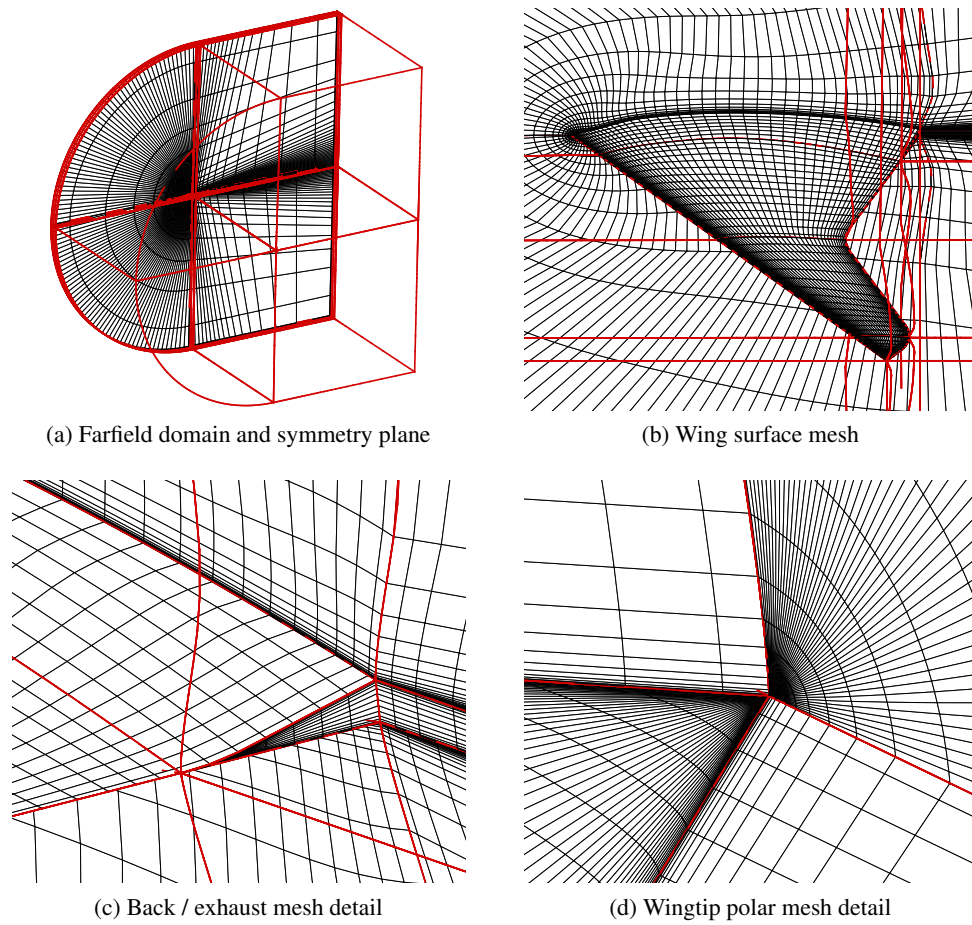 (a) Farfield domain and symmetry plane
(b) Wing surface mesh
(c) Back / exhaust mesh detail
(d) Wingtip polar mesh detail